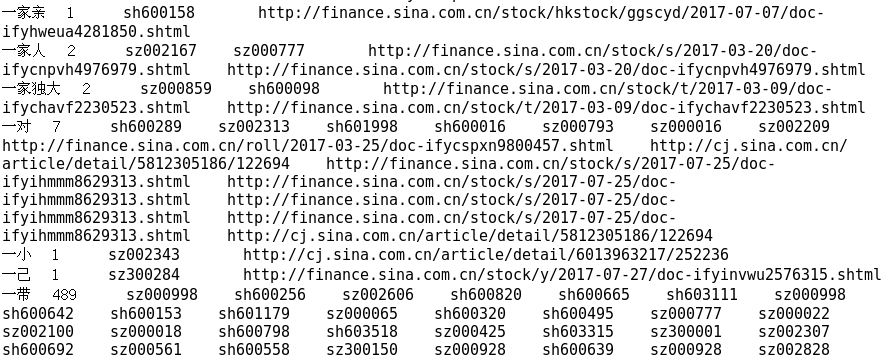 一家亲 1 sh600158 http://finance.sina.com.cn/stock/hkstock/ggscyd/2017-07-07/doc-
ifyhweua4281850.shtml
一家人 2 sz002167 sz000777 http://finance.sina.com.cn/stock/s/2017-03-20/doc-
ifycnpvh4976979.shtml http://finance.sina.com.cn/stock/s/2017-03-20/doc-ifycnpvh4976979.shtml
一家独大 2 sz000859 sh600098 http://finance.sina.com.cn/stock/t/2017-03-09/doc-
ifychavf2230523.shtml http://finance.sina.com.cn/stock/t/2017-03-09/doc-ifychavf2230523.shtml
一对 7 sh600289 sz002313 sh601998 sh600016 sz000793 sz000016 sz002209
http://finance.sina.com.cn/roll/2017-03-25/doc-ifycspxn9800457.shtml http://cj.sina.com.cn/
article/detail/5812305186/122694 http://finance.sina.com.cn/stock/s/2017-07-25/doc-
ifyihmmm8629313.shtml http://finance.sina.com.cn/stock/s/2017-07-25/doc-
ifyihmmm8629313.shtml http://finance.sina.com.cn/stock/s/2017-07-25/doc-
ifyihmmm8629313.shtml http://finance.sina.com.cn/stock/s/2017-07-25/doc-
ifyihmmm8629313.shtml http://cj.sina.com.cn/article/detail/5812305186/122694
一小 1 sz002343 http://cj.sina.com.cn/article/detail/6013963217/252236
一己 1 sz300284 http://finance.sina.com.cn/stock/y/2017-07-27/doc-ifyinvwu2576315.shtml
一带 489 sz000998 sh600256 sz002606 sh600820 sh600665 sh603111 sz000998
sh600642 sh600153 sh601179 sz000065 sh600320 sh600495 sz000777 sz000022
sz002100 sz000018 sh600798 sh603518 sz000425 sh603315 sz300001 sz002307
sh600692 sz000561 sh600558 sz300150 sz000928 sh600639 sz000928 sz002828